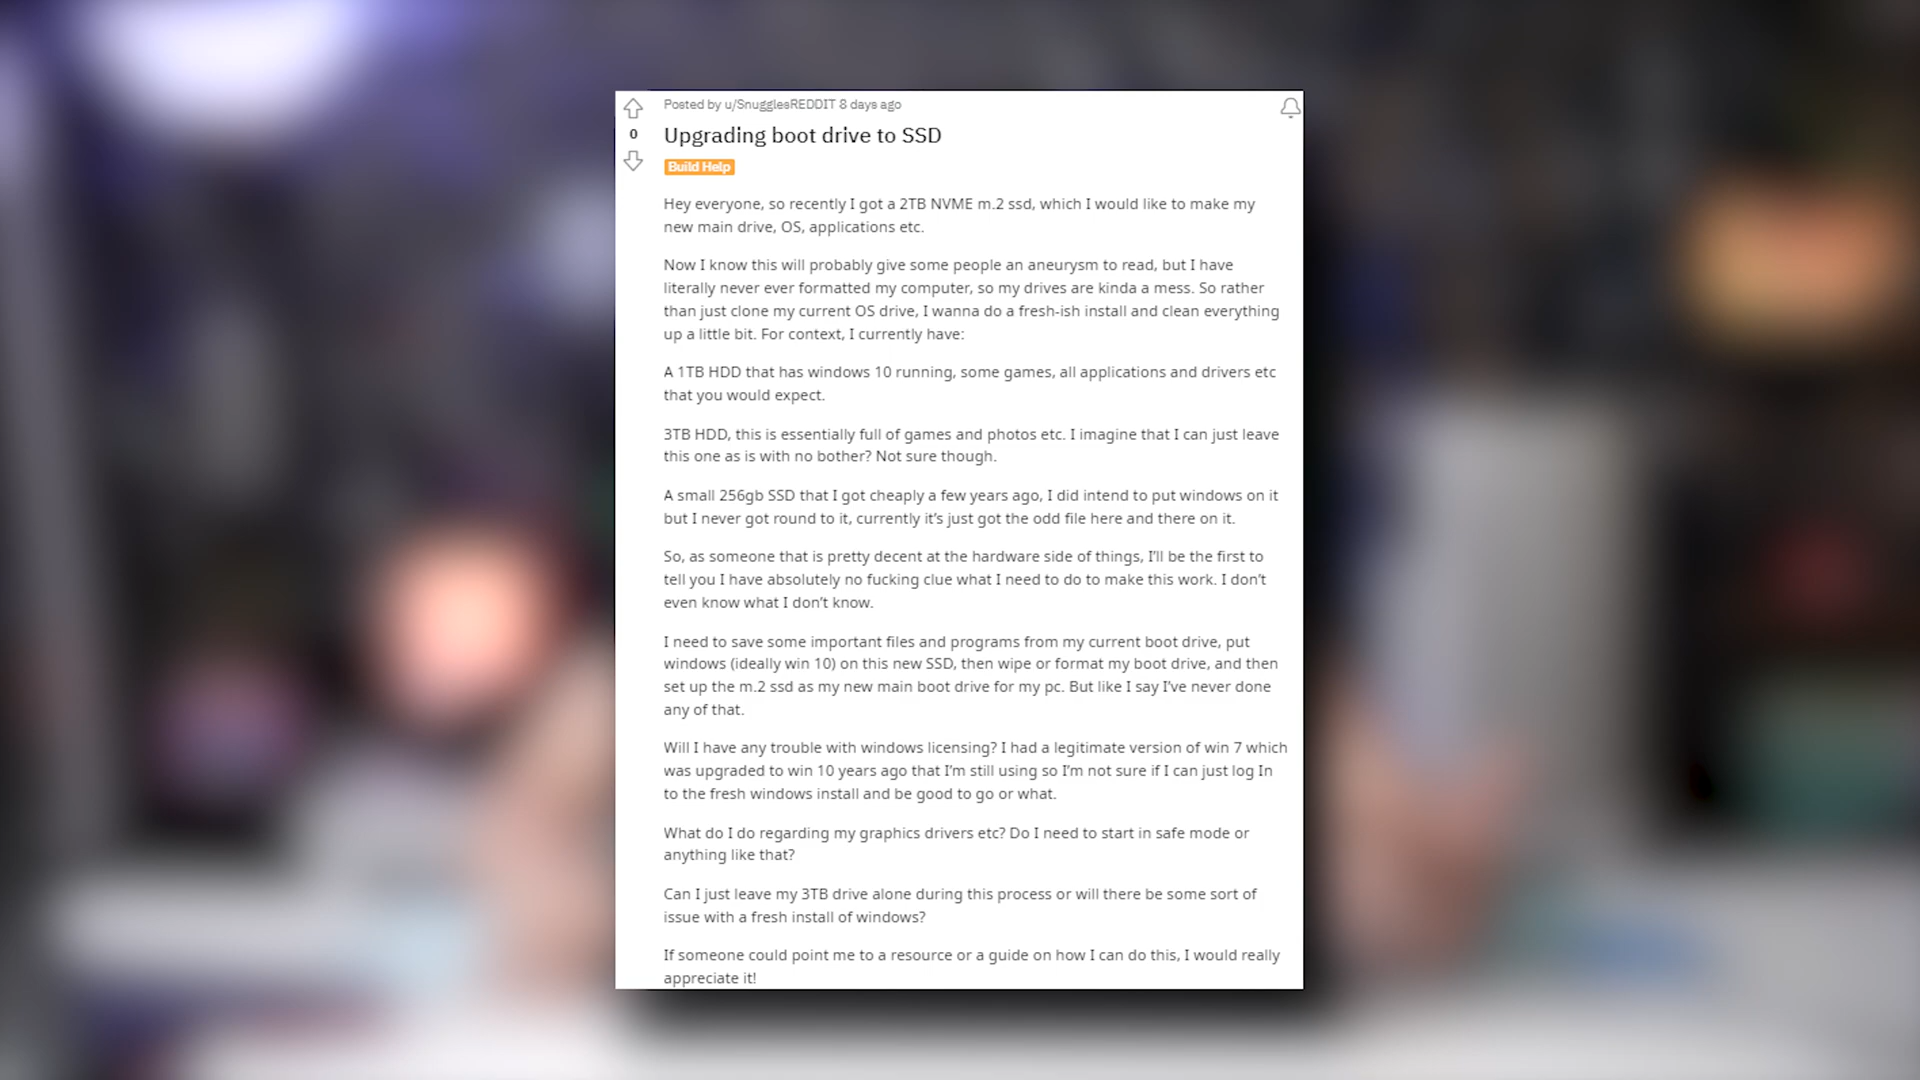 Posted by u/SnugglesREDDIT 8 days ago
0
Upgrading boot drive to SSD
Build Help
Hey everyone, so recently I got a 2TB NVME m.2 ssd, which I would like to make my
new main drive, OS, applications etc.
Now I know this will probably give some people an aneurysm to read, but I have
literally never ever formatted my computer, so my drives are kinda a mess. So rather
than just clone my current OS drive, I wanna do a fresh-ish install and clean everything
up a little bit. For context, I currently have:
A 1TB HDD that has windows 10 running, some games, all applications and drivers etc
that you would expect.
3TB HDD, this is essentially full of games and photos etc. I imagine that I can just leave
this one as is with no bother? Not sure though.
A small 256gb SSD that I got cheaply a few years ago, I did intend to put windows on it
but I never got round to it, currently it’s just got the odd file here and there on it.
So, as someone that is pretty decent at the hardware side of things, I’ll be the first to
tell you I have absolutely no fucking clue what I need to do to make this work. I don’t
even know what I don’t know.
I need to save some important files and programs from my current boot drive, put
windows (ideally win 10) on this new SSD, then wipe or format my boot drive, and then
set up the m.2 ssd as my new main boot drive for my pc. But like I say I’ve never done
any of that.
Will I have any trouble with windows licensing? I had a legitimate version of win 7 which
was upgraded to win 10 years ago that I’m still using so I’m not sure if I can just log In
to the fresh windows install and be good to go or what.
What do I do regarding my graphics drivers etc? Do I need to start in safe mode or
anything like that?
Can I just leave my 3TB drive alone during this process or will there be some sort of
issue with a fresh install of windows?
If someone could point me to a resource or a guide on how I can do this, I would really
appreciate it!